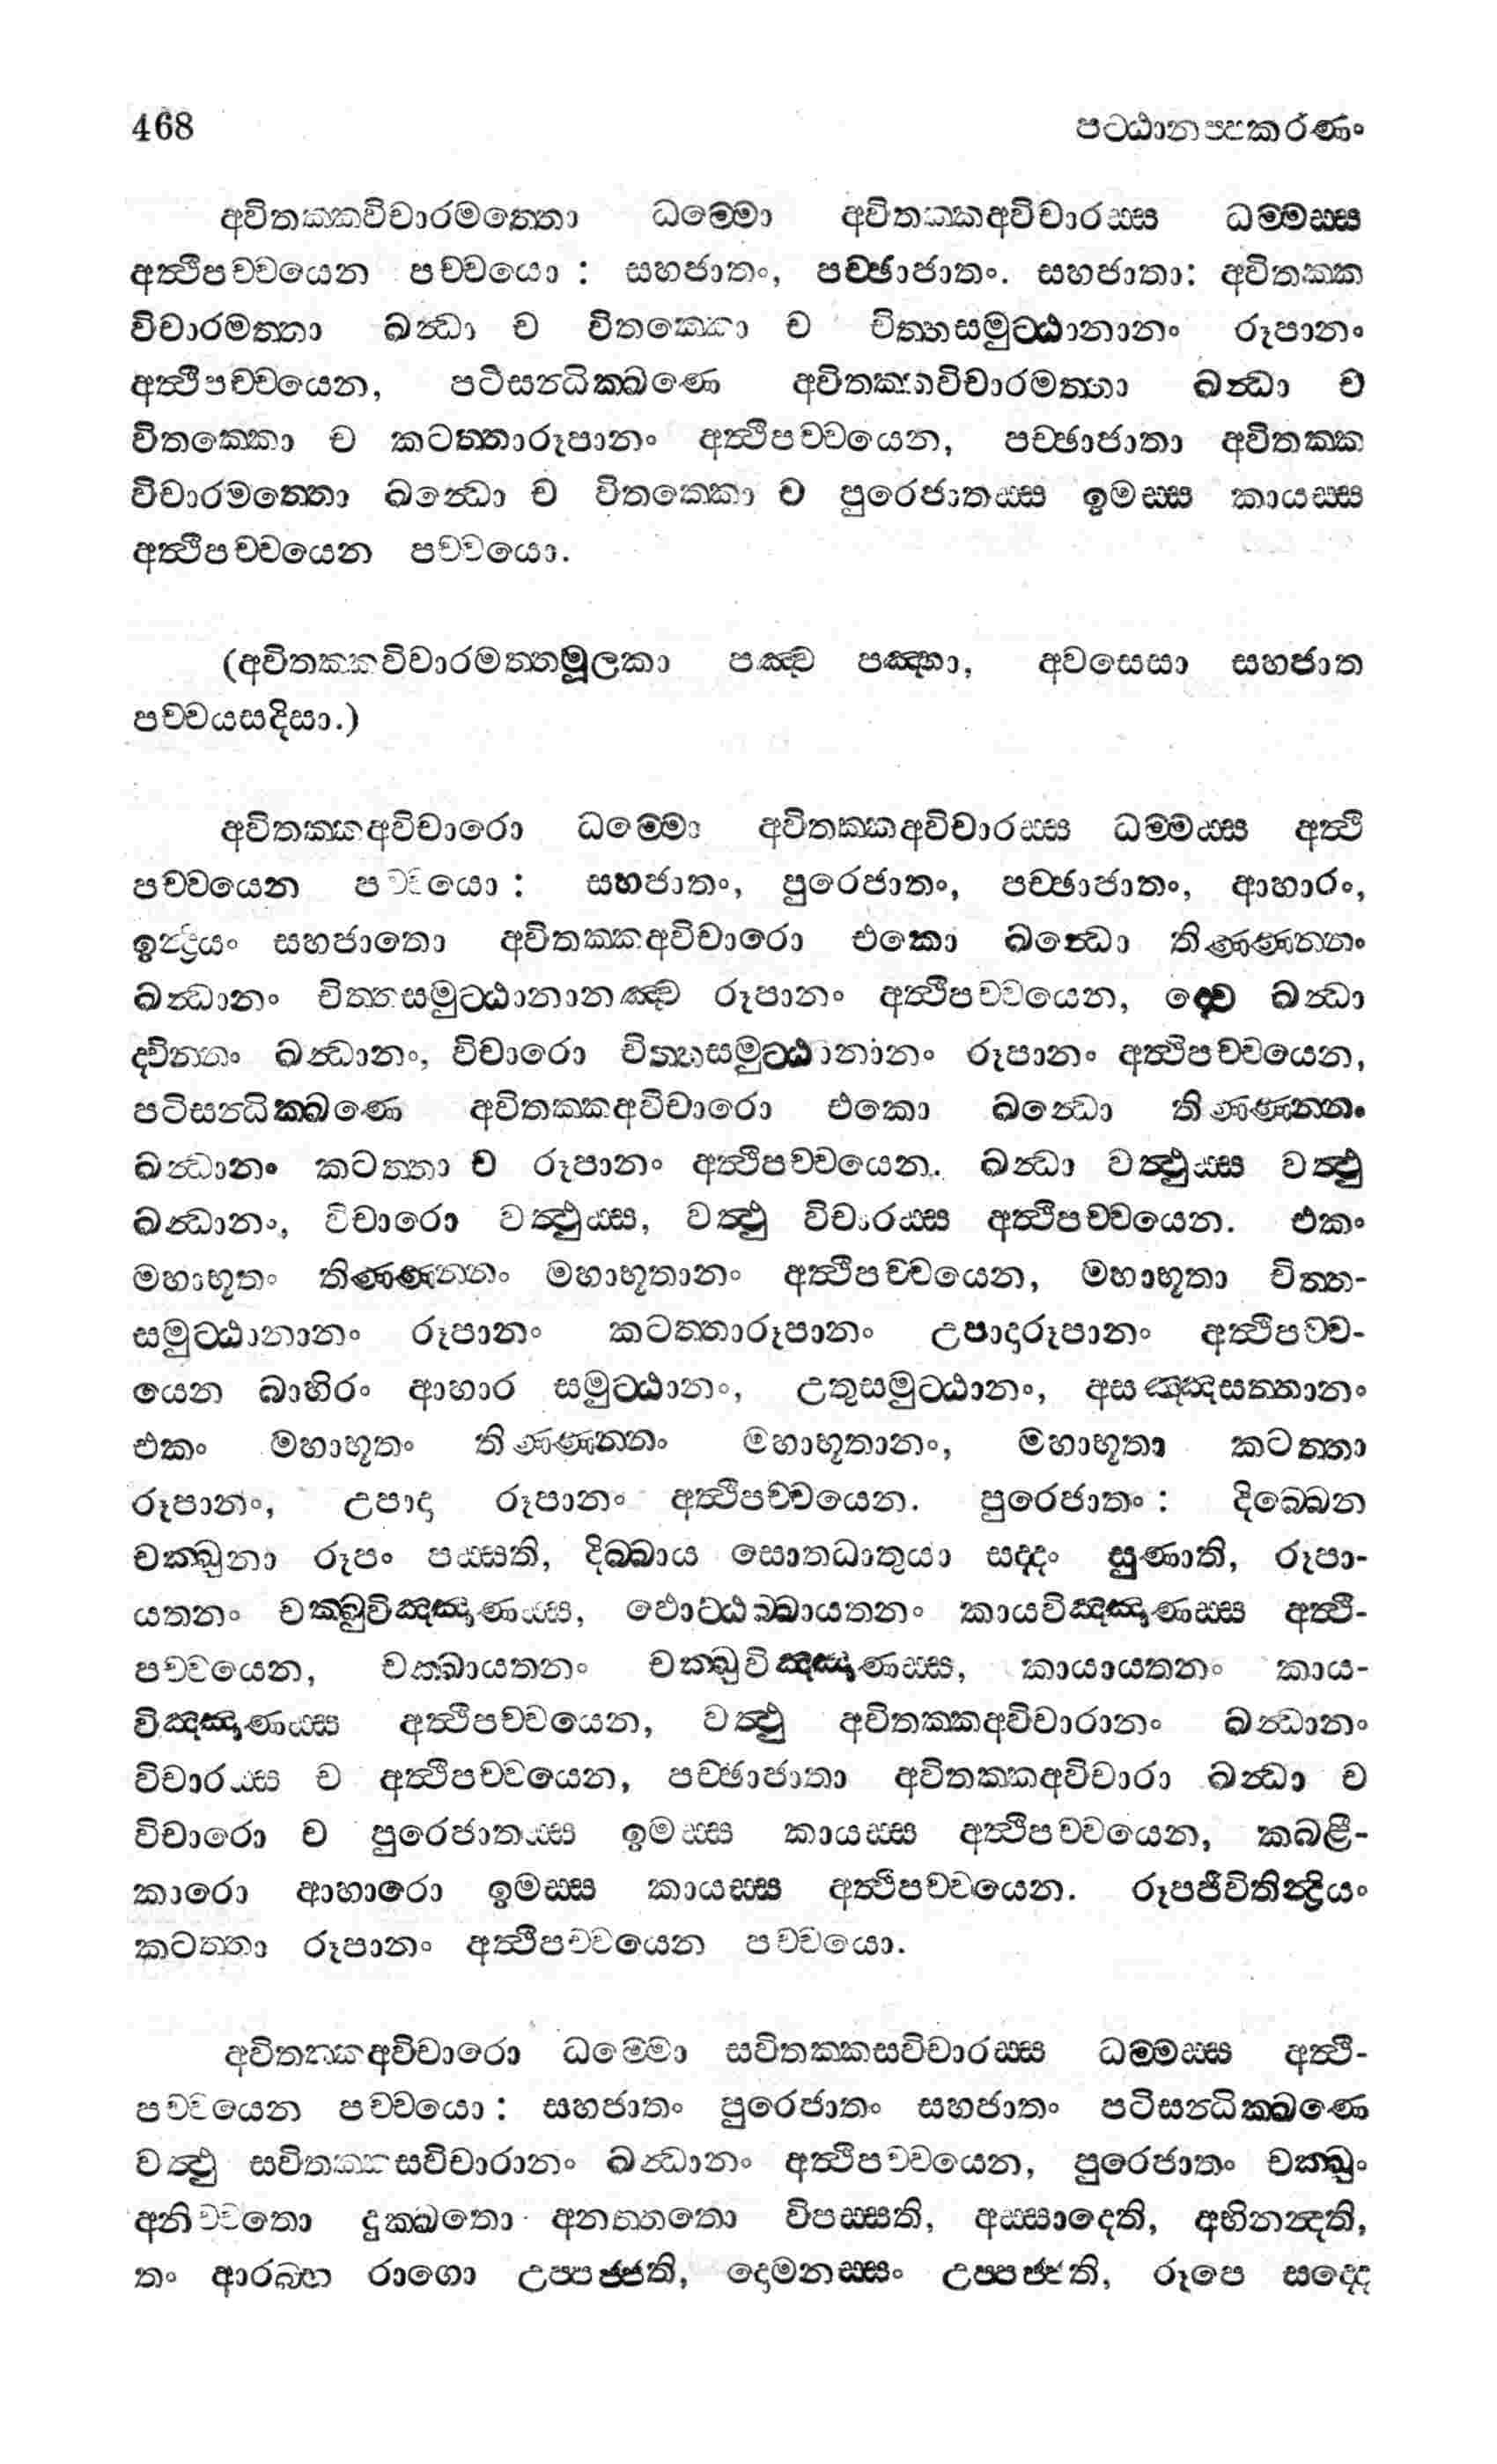 468 පට්ඨානප්පකරණං
අවිතක්කවිචාරමත්තො ධම්මො අවිතක්කඅවිචාරස්ස ධම්මස්ස
අත්ථිපච්චයෙන පච්චයො : සහජාතං, පච්ඡාජාතං. සහජාතා: අවිතක්ක
විචාරමත්තා ඛන්ධා ච විතක්කො ච චිත්තසමුට්ඨානානං රූපානං
අත්ථිපච්චයෙන, පටිසන්ධික්ඛණෙ අවිතක්කවිචාරමත්තා ඛන්ධා ච
විතක්කො ච කටත්තාරූපානං අත්ථිපච්චයෙන, පච්ඡාජාතා අවිතක්ක
විචාරමත්තො ඛන්ධො ච විතක්කො ච පුරෙජාතස්ස ඉමස්ස කායස්ස
අත්ථිපච්චයෙන පච්චයො.
(අවිතක්කවිචාරමත්තමූලකා පඤ්ච පඤ්හා, අවසෙසා සහජාත
පච්චයසදිසා.)
අවිතක්කඅවිචාරො ධම්මො අවිතක්කඅවිචාරස්ස ධම්මස්ස අත්ථි
පච්චයෙන පච්චයො : සහජාතං, පුරෙජාතං, පච්ඡාජාතං, ආහාරං,
ඉන්ද්‍රියං සහජාතො අවිතක්කඅවිචාරො එකො ඛන්ධො තිණ්ණන්නං
ඛන්ධානං චිත්තසමුට්ඨානානඤ්ච රූපානං අත්ථිපච්චයෙන, ද්වෙ ඛන්ධා
ද්වින්නං ඛන්ධානං, විචාරො චිත්තසමුට්ඨානානං රූපානං අත්ථිපච්චයෙන,
පටිසන්ධික්ඛණෙ අවිතක්කඅවිචාරො එකො ඛන්ධො තිණ්ණන්නං
ඛන්ධානං කටත්තා ච රූපානං අත්ථිපච්චයෙන. ඛන්ධා වත්ථුස්ස වත්ථු
ඛන්ධානං, විචාරො වත්ථුස්ස, වත්ථු විචාරස්ස අත්ථිපච්චයෙන. එකං
මහාභූතං තිණ්ණන්නං මහාභූතානං අත්ථිපච්චයෙන, මහාභූතා චිත්ත-
සමුට්ඨානානං රූපානං කටත්තාරූපානං උපාදාරූපානං අත්ථිපච්ච-
යෙන බාහිරං ආහාර සමුට්ඨානං, උතුසමුට්ඨානං, අසඤ්ඤසත්තානං
එකං මහාභූතං තිණ්ණන්නං මහාභූතානං, මහාභූතා කටත්තා
රූපානං, උපාදා රූපානං අත්ථිපච්චයෙන. පුරෙජාතං : දිබ්බෙන
චක්ඛුනා රූපං පස්සති, දිබ්බාය සොතධාතුයා සද්දං සුණාති, රූපා-
යතනං චක්ඛුවිඤ්ඤාණස්ස, ඵොට්ඨබ්බායතනං කායවිඤ්ඤාණස්ස අත්ථි-
පච්චයෙන, චක්ඛායතනං චක්ඛුවිඤ්ඤාණස්ස, කායායතනං කාය-
විඤ්ඤාණස්ස අත්ථිපච්චයෙන, වත්ථු අවිතක්කඅවිචාරානං ඛන්ධානං
විචාරස්ස ච අත්ථිපච්චයෙන, පච්ඡාජාතා අවිතක්කඅවිචාරා ඛන්ධා ච
විචාරො ච පුරෙජාතස්ස ඉමස්ස කායස්ස අත්ථිපච්චයෙන, කබළී-
කාරො ආහාරො ඉමස්ස කායස්ස අත්ථිපච්චයෙන. රූපජීවිතින්ද්‍රියං
කටත්තා රූපානං අත්ථිපච්චයෙන පච්චයො.
අවිතක්කඅවිචාරො ධම්මො සවිතක්කසවිචාරස්ස ධම්මස්ස අත්ථි-
පච්චයෙන පච්චයො : සහජාතං පුරෙජාතං සහජාතං පටිසන්ධික්ඛණෙ
වත්ථු සවිතක්කසවිචාරානං ඛන්ධානං අත්ථිපච්චයෙන, පුරෙජාතං චක්ඛුං
අනිච්චතො දුක්ඛතො අනත්තතො විපස්සති, අස්සාදෙති, අභිනන්දති,
තං ආරබ්භ රාගො උප්පජ්ජති, දොමනස්සං උප්පජ්ජති, රූපෙ සද්දෙ